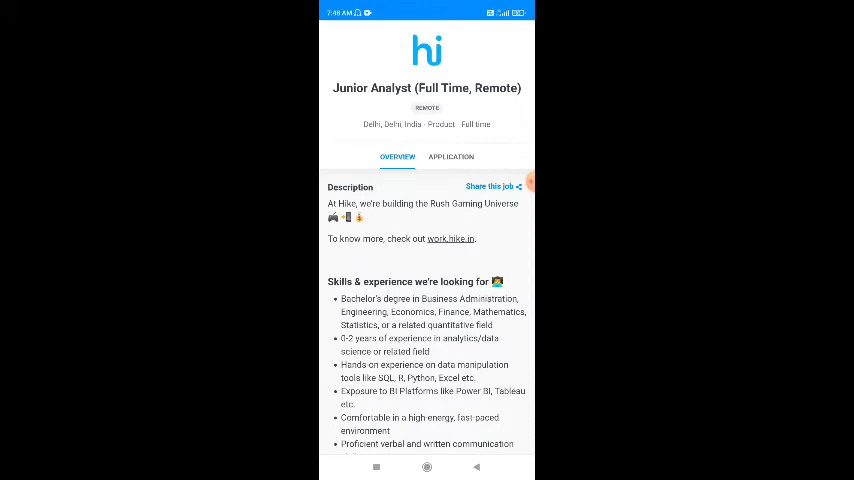 7:48 AM
hi
Junior Analyst (Full Time, Remote)
REMOTE
Delhi, Delhi, India · Product · Full time
OVERVIEW APPLICATION
Description Share this job
At Hike, we're building the Rush Gaming Universe
🎮 📲 💰
To know more, check out work.hike.in.
Skills & experience we're looking for 👩‍💻
• Bachelor's degree in Business Administration,
Engineering, Economics, Finance, Mathematics,
Statistics, or a related quantitative field
• 0-2 years of experience in analytics/data
science or related field
• Hands-on experience on data manipulation
tools like SQL, R, Python, Excel etc.
• Exposure to BI Platforms like Power BI, Tableau
etc.
• Comfortable in a high-energy, fast-paced
environment
• Proficient verbal and written communication